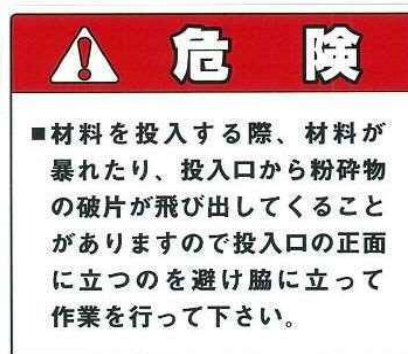 危険
■材料を投入する際、材料が
暴れたり、投入口から粉砕物
の破片が飛び出してくること
がありますので投入口の正面
に立つのを避け脇に立って
作業を行って下さい。